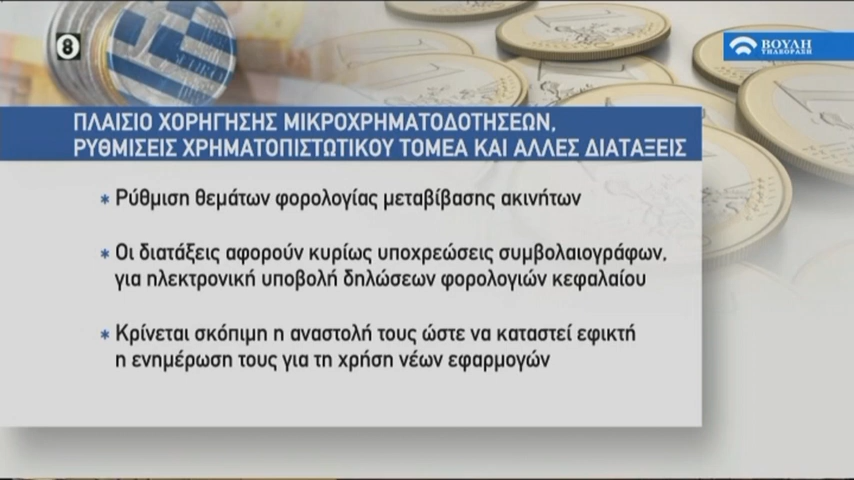 8
ΒΟΥΛΗ
ΤΗΛΕΟΡΑΣΗ
ΠΛΑΙΣΙΟ ΧΟΡΗΓΗΣΗΣ ΜΙΚΡΟΧΡΗΜΑΤΟΔΟΤΗΣΕΩΝ,
ΡΥΘΜΙΣΕΙΣ ΧΡΗΜΑΤΟΠΙΣΤΩΤΙΚΟΥ ΤΟΜΕΑ ΚΑΙ ΑΛΛΕΣ ΔΙΑΤΑΞΕΙΣ
* Ρύθμιση θεμάτων φορολογίας μεταβίβασης ακινήτων
* Οι διατάξεις αφορούν κυρίως υποχρεώσεις συμβολαιογράφων,
για ηλεκτρονική υποβολή δηλώσεων φορολογιών κεφαλαίου
* Κρίνεται σκόπιμη η αναστολή τους ώστε να καταστεί εφικτή
η ενημέρωση τους για τη χρήση νέων εφαρμογών